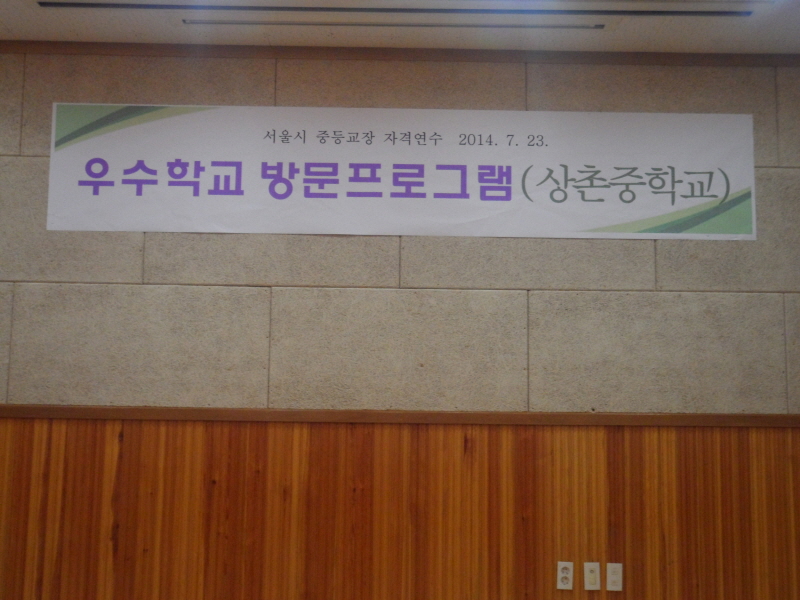 서울시 중등교장 자격연수 2014. 7. 23.
우수학교 방문프로그램(상촌중학교)